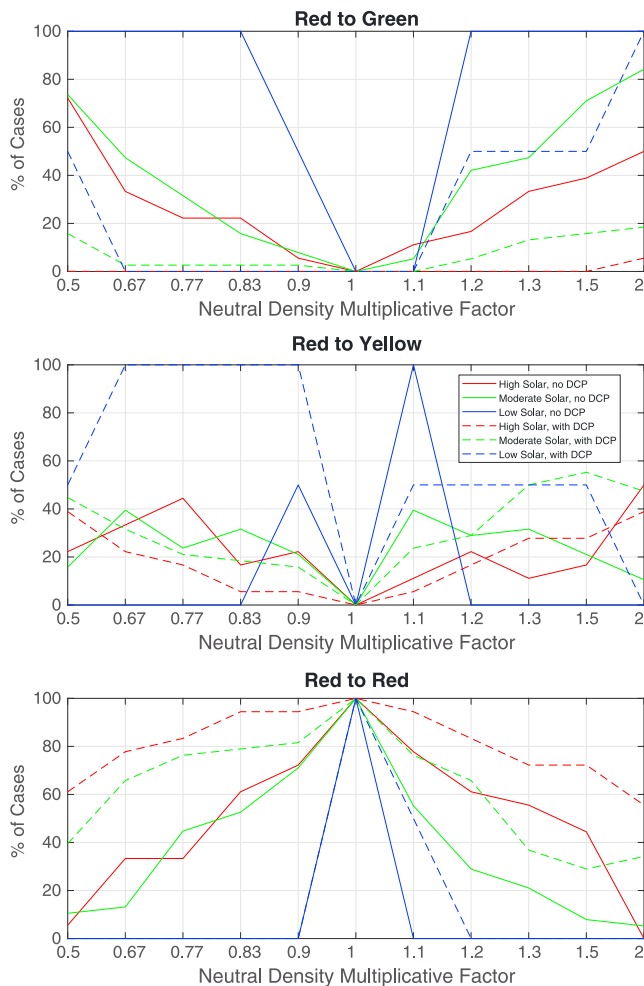 Red to Green
% of Cases
100
80
60
40
20
0
0.5 0.67 0.77 0.83 0.9 1 1.1 1.2 1.3 1.5 2
Neutral Density Multiplicative Factor
Red to Yellow
% of Cases
100
80
60
40
20
0
High Solar, no DCP
Moderate Solar, no DCP
Low Solar, no DCP
High Solar, with DCP
Moderate Solar, with DCP
Low Solar, with DCP
0.5 0.67 0.77 0.83 0.9 1 1.1 1.2 1.3 1.5 2
Neutral Density Multiplicative Factor
Red to Red
% of Cases
100
80
60
40
20
0
0.5 0.67 0.77 0.83 0.9 1 1.1 1.2 1.3 1.5 2
Neutral Density Multiplicative Factor